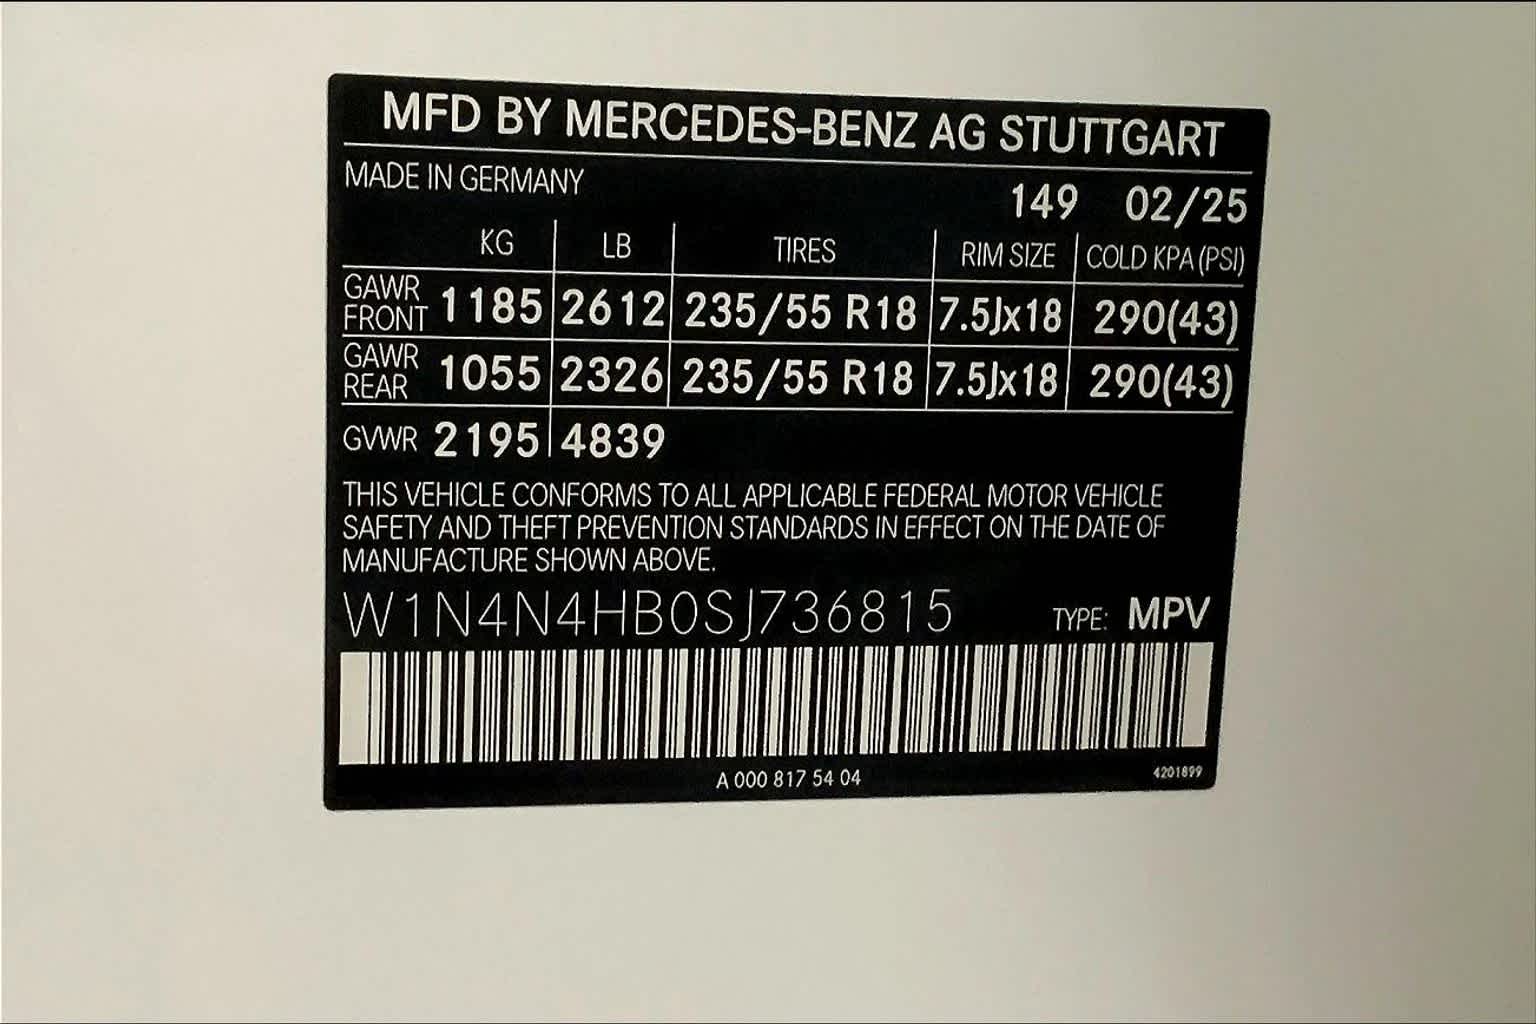 MFD BY MERCEDES-BENZ AG STUTTGART
MADE IN GERMANY
149 02/25
KG LB TIRES RIM SIZE COLD KPA (PSI)
GAWR FRONT 1185 2612 235/55 R18 7.5Jx18 290(43)
GAWR REAR 1055 2326 235/55 R18 7.5Jx18 290(43)
GVWR 2195 4839
THIS VEHICLE CONFORMS TO ALL APPLICABLE FEDERAL MOTOR VEHICLE
SAFETY AND THEFT PREVENTION STANDARDS IN EFFECT ON THE DATE OF
MANUFACTURE SHOWN ABOVE.
W1N4N4HB0SJ736815 TYPE: MPV
A 000 817 54 04 4201899